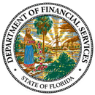 DEPARTMENT OF FINANCIAL SERVICES
STATE OF FLORIDA